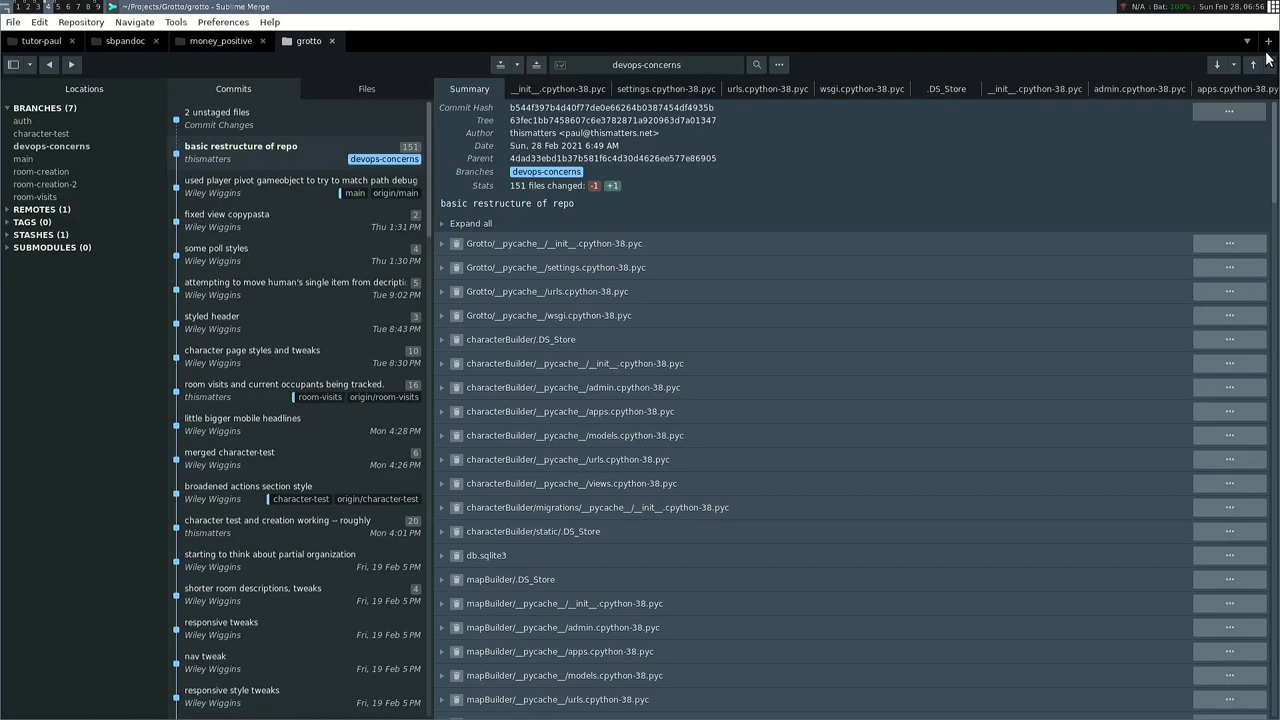 1 2 3 4 5 6 7 8 9 ~/Projects/Grotto/grotto - Sublime Merge
N/A | Bat: 100% | Sun Feb 28, 06:56
File Edit Repository Navigate Tools Preferences Help
tutor-paul × sbpandoc × money_positive × grotto ×
devops-concerns
Locations
BRANCHES (7)
auth
character-test
devops-concerns
main
room-creation
room-creation-2
room-visits
REMOTES (1)
TAGS (0)
STASHES (1)
SUBMODULES (0)
Commits Files
2 unstaged files
Commit Changes
basic restructure of repo 151
thismatters devops-concerns
used player pivot gameobject to try to match path debug
Wiley Wiggins main origin/main
fixed view copypasta 2
Wiley Wiggins Thu 1:31 PM
some poll styles 4
Wiley Wiggins Thu 1:30 PM
attempting to move human's single item from decriptic 5
Wiley Wiggins Tue 9:02 PM
styled header 3
Wiley Wiggins Tue 8:43 PM
character page styles and tweaks 10
Wiley Wiggins Tue 8:30 PM
room visits and current occupants being tracked. 16
thismatters room-visits origin/room-visits
little bigger mobile headlines
Wiley Wiggins Mon 4:28 PM
merged character-test 6
Wiley Wiggins Mon 4:26 PM
broadened actions section style
Wiley Wiggins character-test origin/character-test
character test and creation working -- roughly 20
thismatters Mon 4:01 PM
starting to think about partial organization
Wiley Wiggins Fri, 19 Feb 5 PM
shorter room descriptions, tweaks 4
Wiley Wiggins Fri, 19 Feb 5 PM
responsive tweaks
Wiley Wiggins Fri, 19 Feb 5 PM
nav tweak
Wiley Wiggins Fri, 19 Feb 5 PM
responsive style tweaks
Wiley Wiggins Fri, 19 Feb 5 PM
Summary __init__.cpython-38.pyc settings.cpython-38.pyc urls.cpython-38.pyc wsgi.cpython-38.pyc .DS_Store __init__.cpython-38.pyc admin.cpython-38.pyc apps.cpython-38.py
Commit Hash b544f397b4d40f77de0e66264b0387454df4935b
Tree 63fec1bb7458607c6e3782871a920963d7a01347
Author thismatters <paul@thismatters.net>
Date Sun, 28 Feb 2021 6:49 AM
Parent 4dad33ebd1b37b581f6c4d30d4626ee577e86905
Branches devops-concerns
Stats 151 files changed: -1 +1
basic restructure of repo
Expand all
Grotto/__pycache__/__init__.cpython-38.pyc
Grotto/__pycache__/settings.cpython-38.pyc
Grotto/__pycache__/urls.cpython-38.pyc
Grotto/__pycache__/wsgi.cpython-38.pyc
characterBuilder/.DS_Store
characterBuilder/__pycache__/__init__.cpython-38.pyc
characterBuilder/__pycache__/admin.cpython-38.pyc
characterBuilder/__pycache__/apps.cpython-38.pyc
characterBuilder/__pycache__/models.cpython-38.pyc
characterBuilder/__pycache__/urls.cpython-38.pyc
characterBuilder/__pycache__/views.cpython-38.pyc
characterBuilder/migrations/__pycache__/__init__.cpython-38.pyc
characterBuilder/static/.DS_Store
db.sqlite3
mapBuilder/.DS_Store
mapBuilder/__pycache__/__init__.cpython-38.pyc
mapBuilder/__pycache__/admin.cpython-38.pyc
mapBuilder/__pycache__/apps.cpython-38.pyc
mapBuilder/__pycache__/models.cpython-38.pyc
mapBuilder/__pycache__/urls.cpython-38.pyc